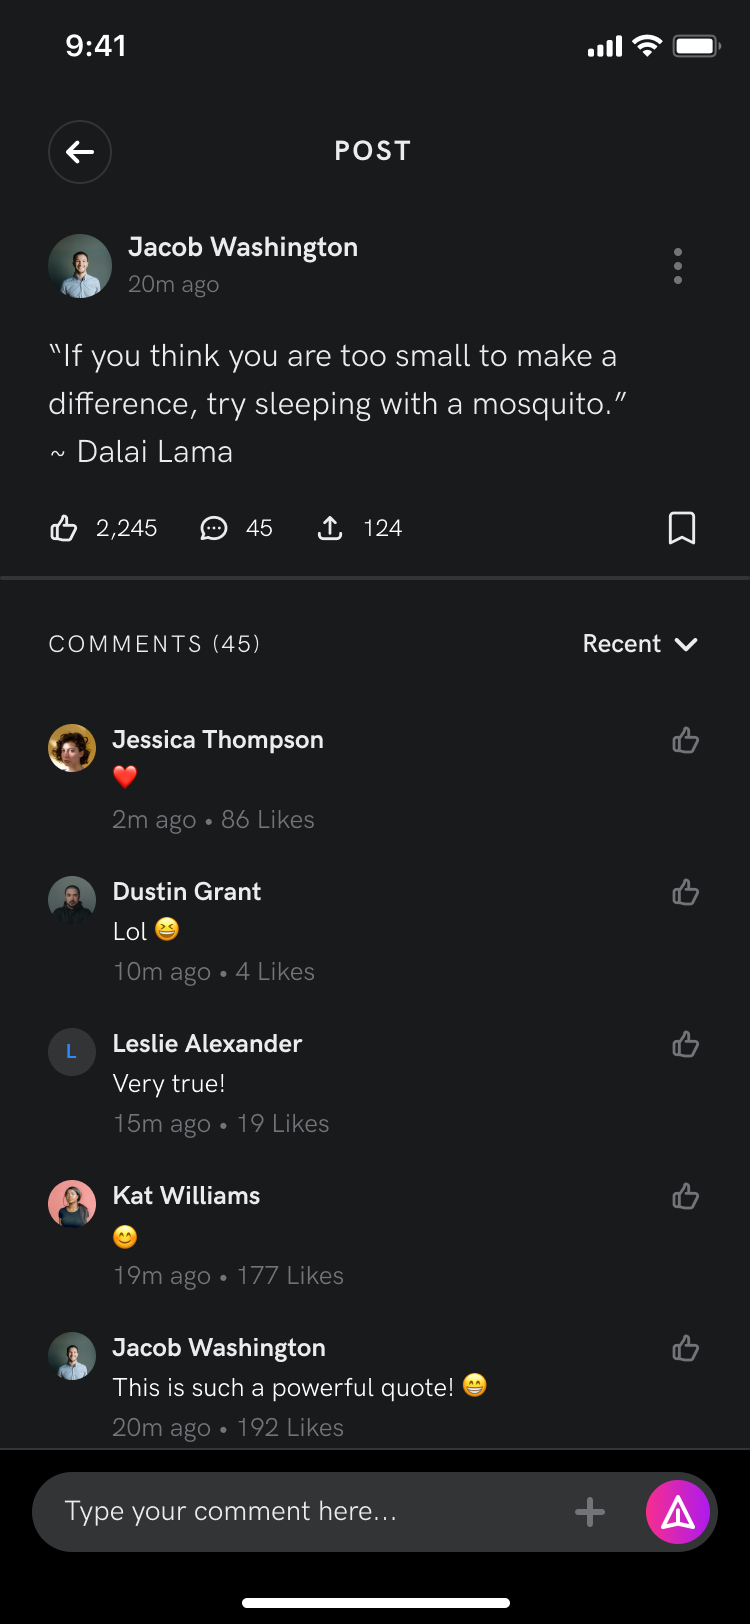 9:41
POST
Jacob Washington
20m ago
“If you think you are too small to make a
difference, try sleeping with a mosquito.”
~ Dalai Lama
2,245 45 124
COMMENTS (45) Recent
Jessica Thompson
❤️
2m ago • 86 Likes
Dustin Grant
Lol 😆
10m ago • 4 Likes
L
Leslie Alexander
Very true!
15m ago • 19 Likes
Kat Williams
😊
19m ago • 177 Likes
Jacob Washington
This is such a powerful quote! 😁
20m ago • 192 Likes
Type your comment here...